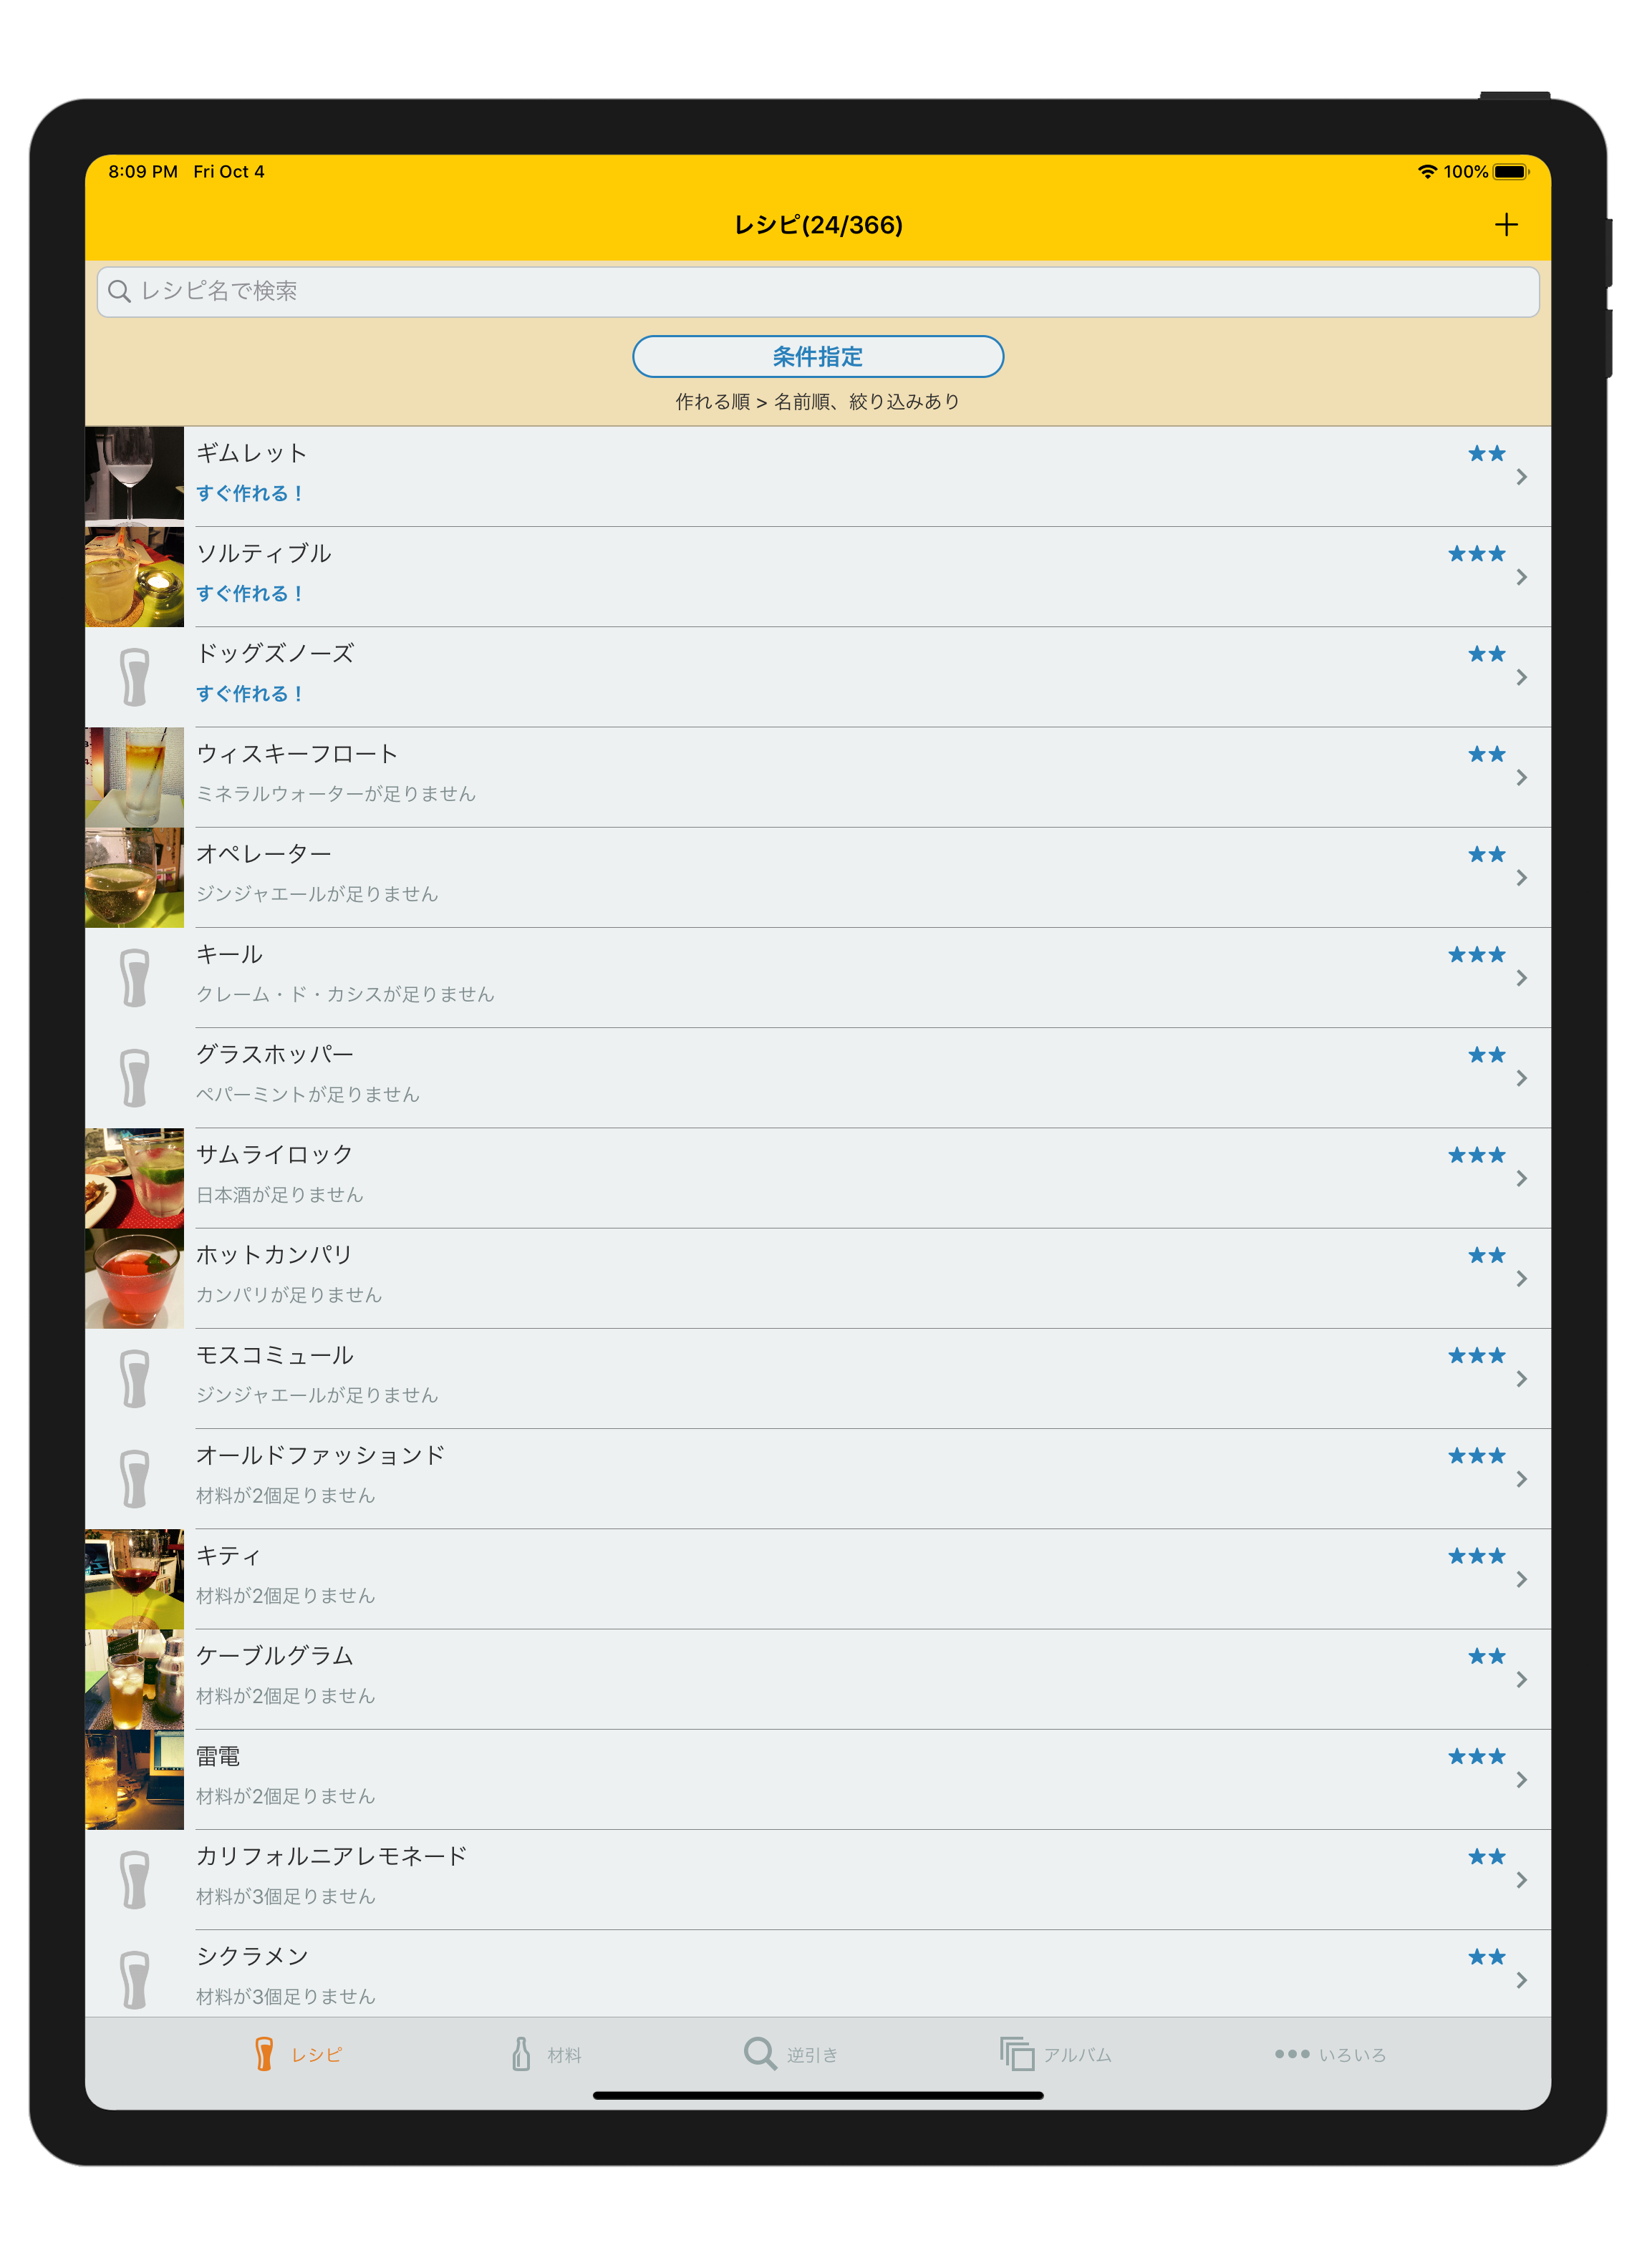 8:09 PM Fri Oct 4 100%
レシピ(24/366)
レシピ名で検索
条件指定
作れる順 > 名前順、絞り込みあり
ギムレット ★★
すぐ作れる！
ソルティブル ★★★
すぐ作れる！
ドッグズノーズ ★★
すぐ作れる！
ウィスキーフロート ★★
ミネラルウォーターが足りません
オペレーター ★★
ジンジャエールが足りません
キール ★★★
クレーム・ド・カシスが足りません
グラスホッパー ★★
ペパーミントが足りません
サムライロック ★★★
日本酒が足りません
ホットカンパリ ★★
カンパリが足りません
モスコミュール ★★★
ジンジャエールが足りません
オールドファッションド ★★★
材料が2個足りません
キティ ★★★
材料が2個足りません
ケーブルグラム ★★
材料が2個足りません
雷電 ★★★
材料が2個足りません
カリフォルニアレモネード ★★
材料が3個足りません
シクラメン ★★
材料が3個足りません
レシピ 材料 逆引き アルバム いろいろ